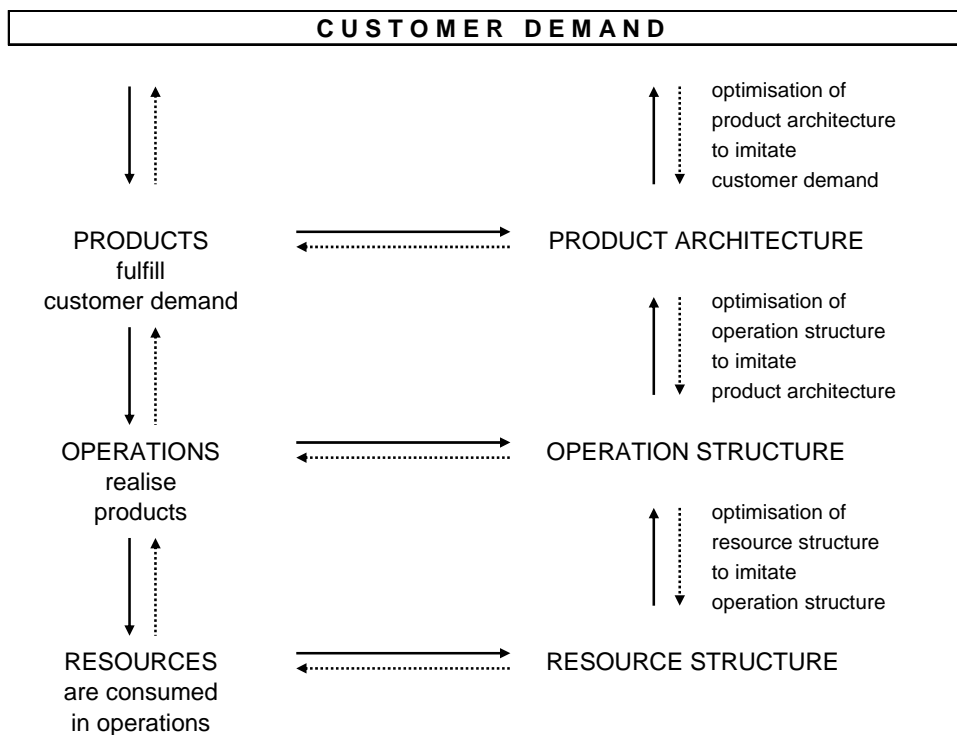 CUSTOMER DEMAND
optimisation of
product architecture
to imitate
customer demand
PRODUCTS
fulfill
customer demand
PRODUCT ARCHITECTURE
optimisation of
operation structure
to imitate
product architecture
OPERATIONS
realise
products
OPERATION STRUCTURE
optimisation of
resource structure
to imitate
operation structure
RESOURCES
are consumed
in operations
RESOURCE STRUCTURE